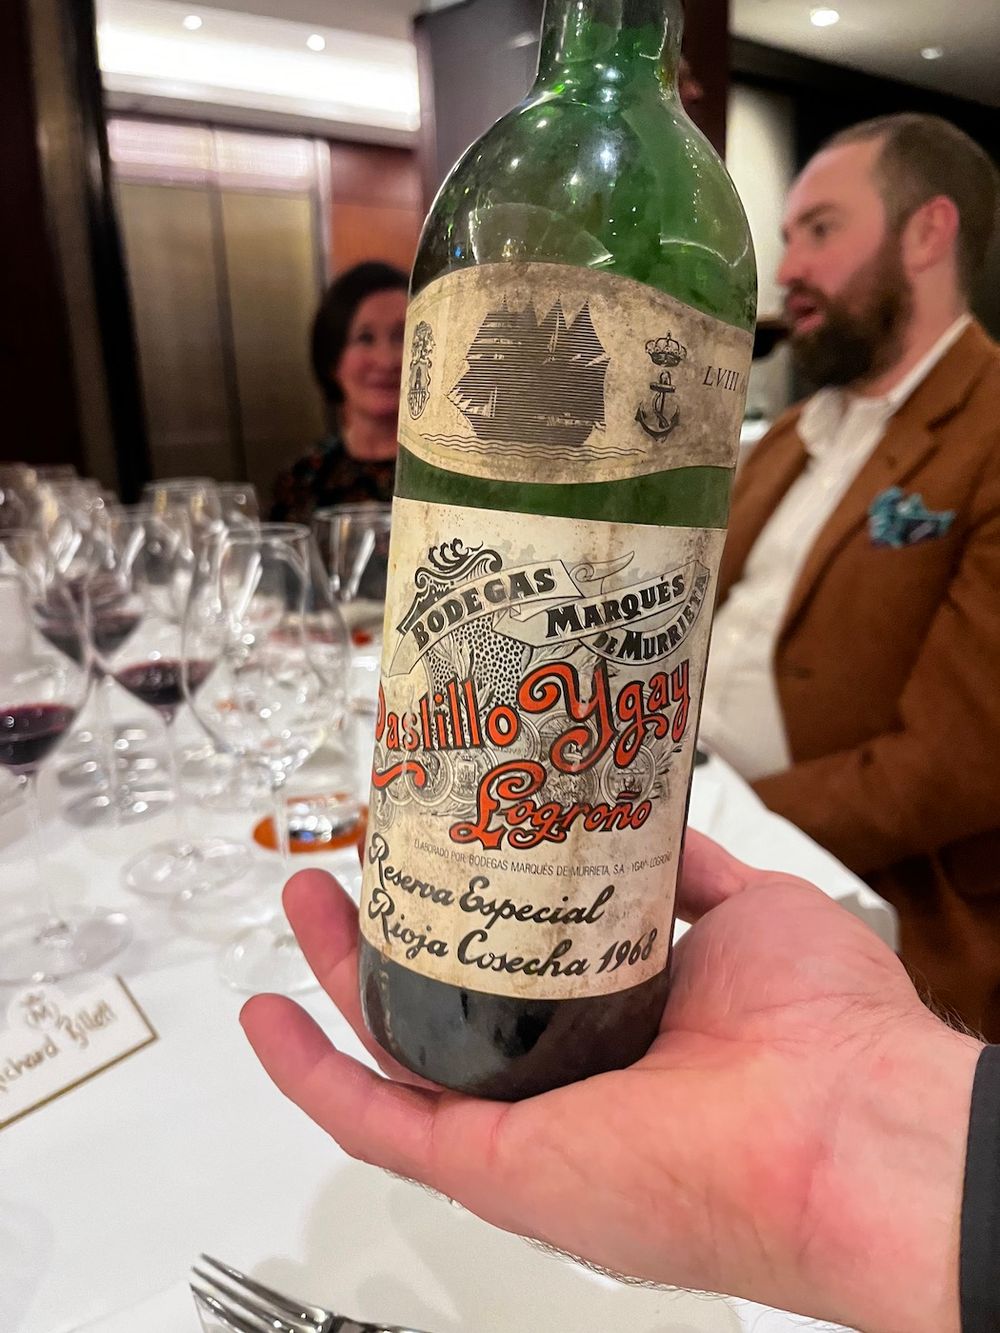 LVIII
BODEGAS
MARQUÉS
DE MURRIETA
Castillo Ygay
Logroño
ELABORADO POR: BODEGAS MARQUÉS DE MURRIETA, S.A. - YGAY - LOGROÑO
Reserva Especial
Rioja Cosecha 1968
Richard Billett